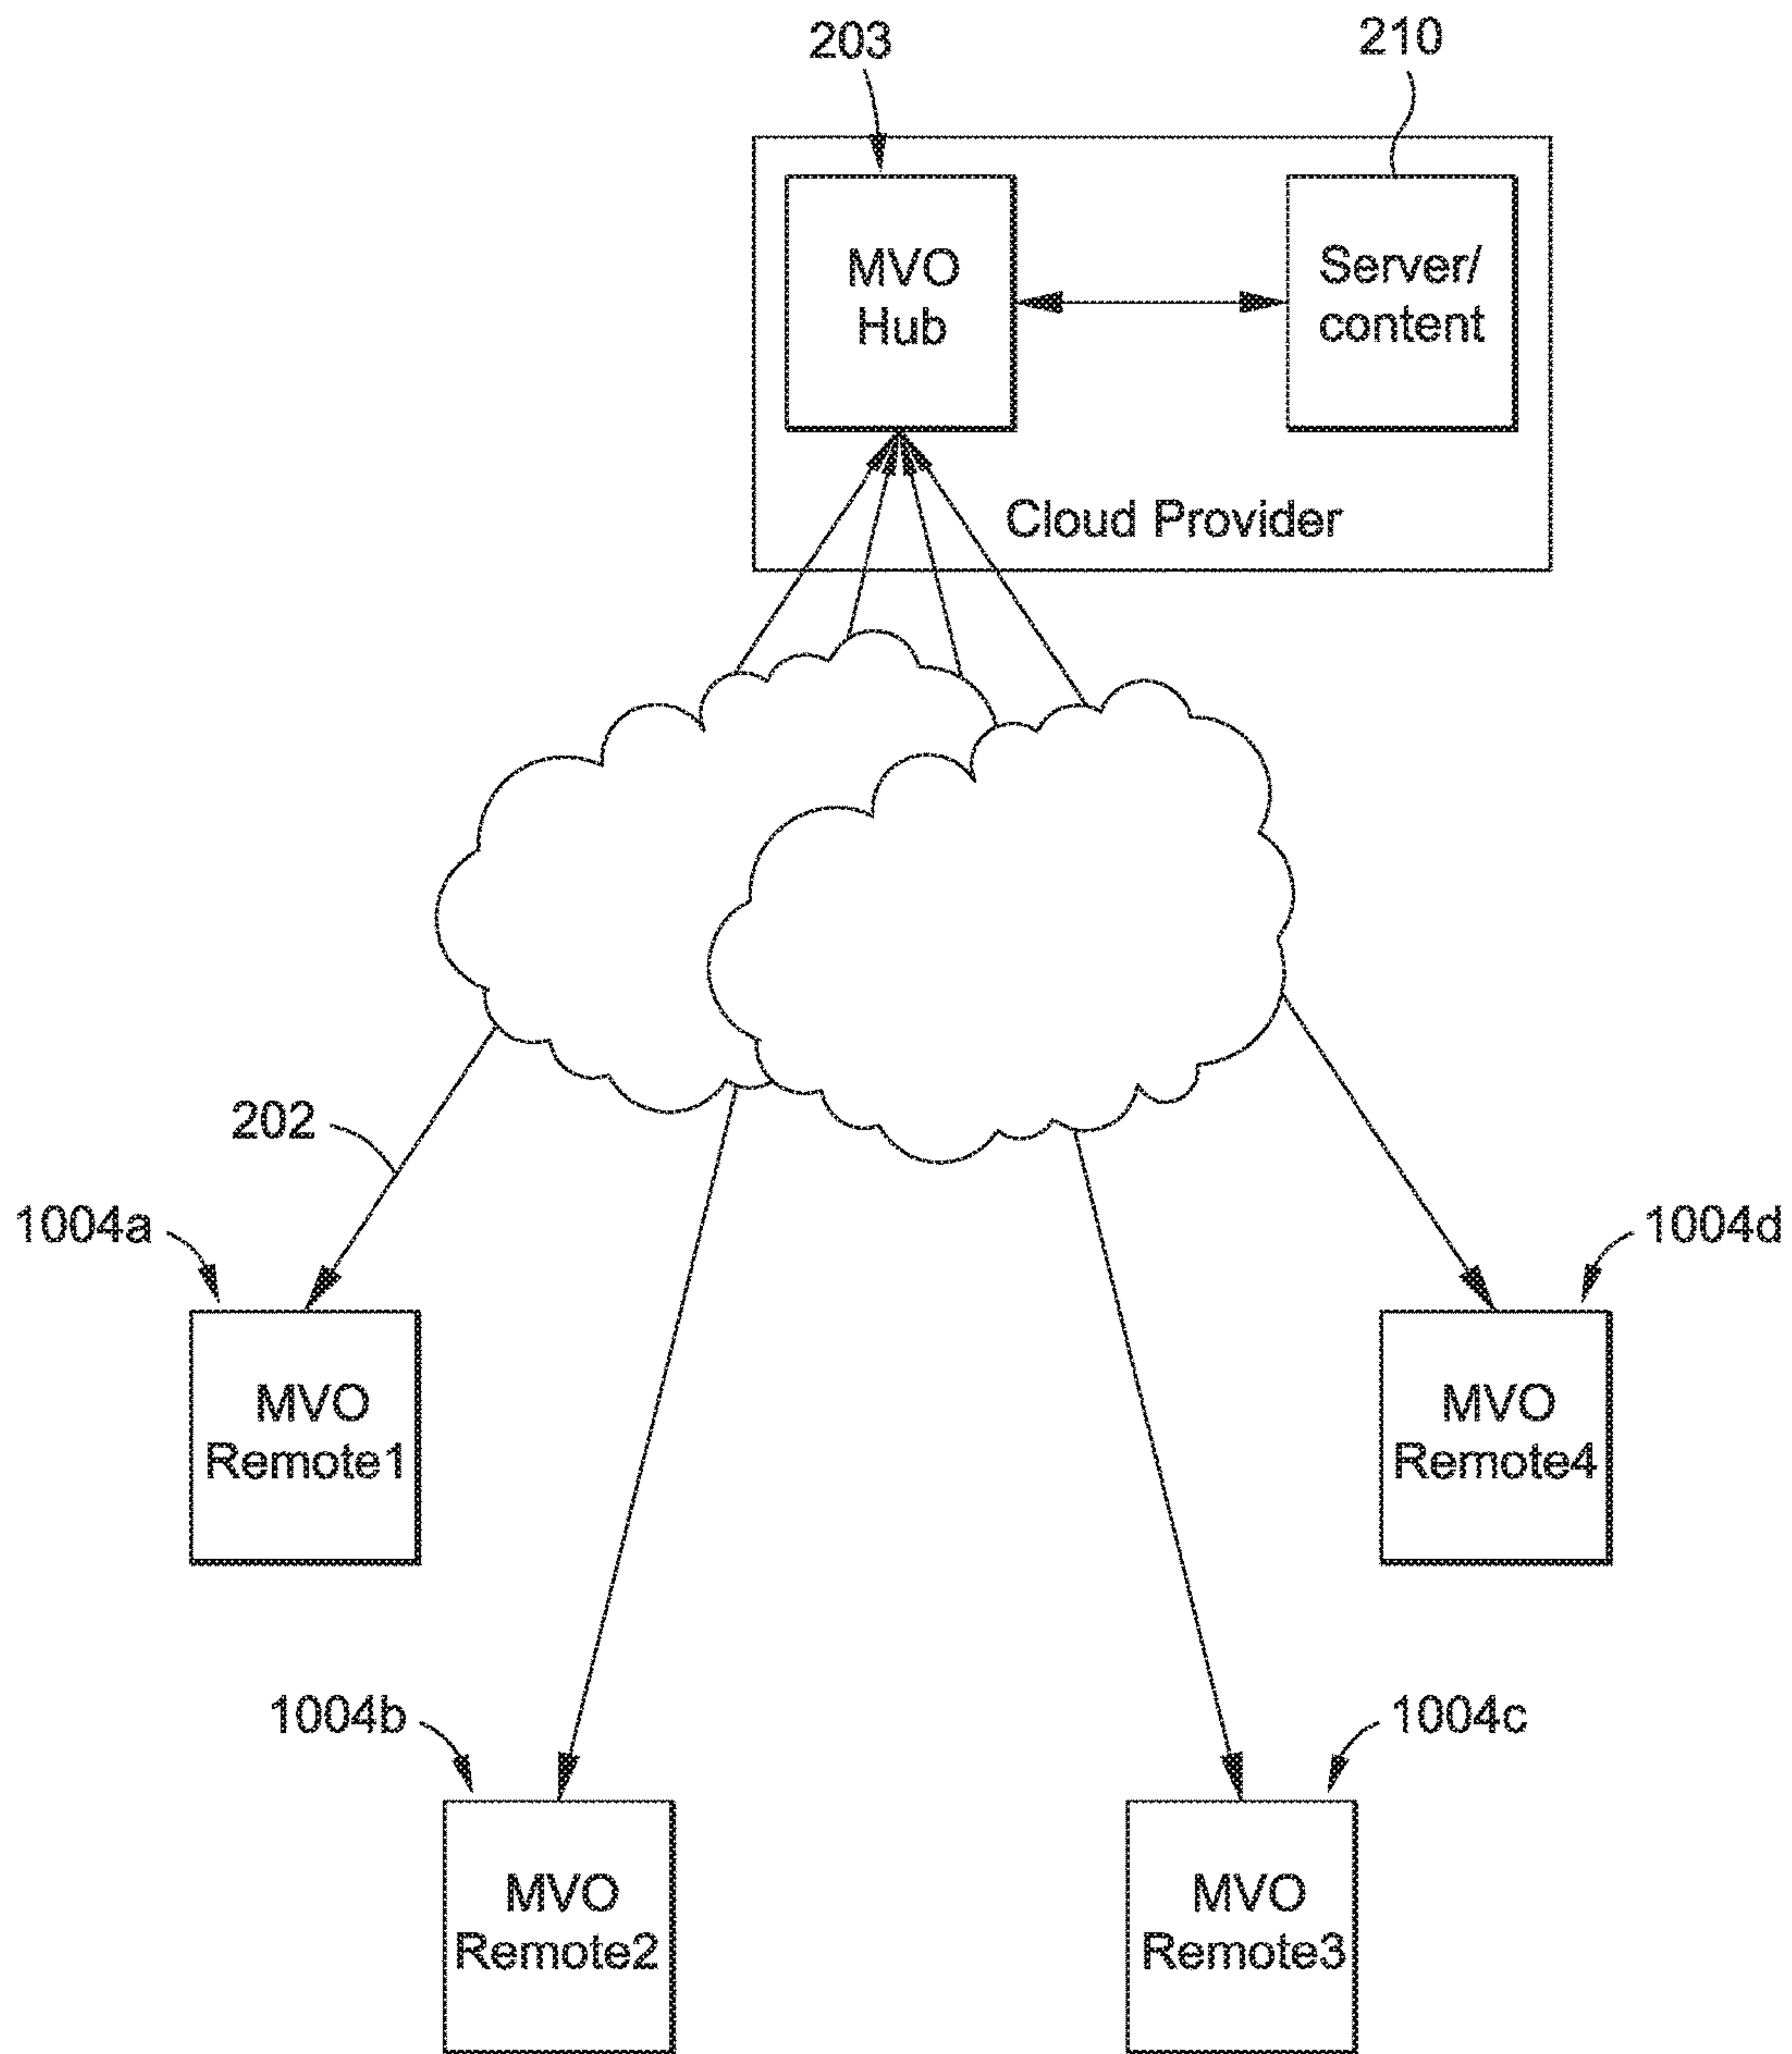 203
210
MVO
Hub
Server/
content
Cloud Provider
202
1004a
1004d
MVO
Remote1
MVO
Remote4
1004b
1004c
MVO
Remote2
MVO
Remote3